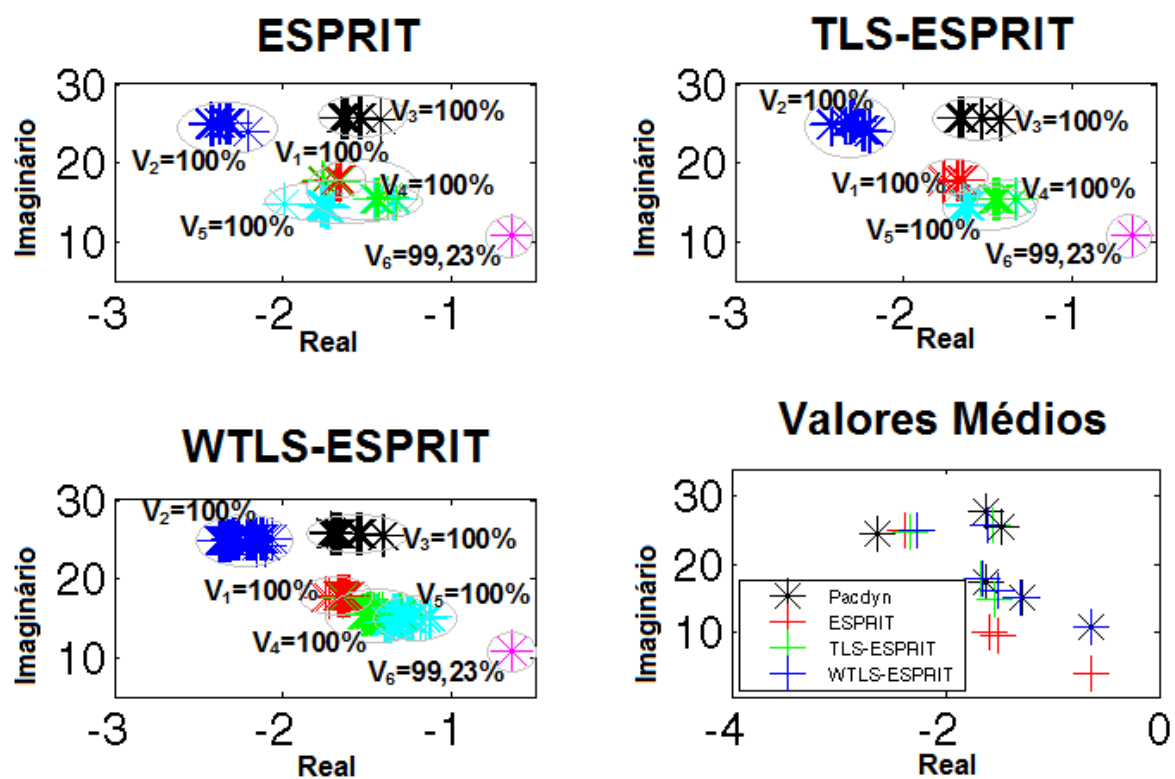 ESPRIT
30
20
10
-3
-2
-1
Imaginário
Real
V2=100%
V3=100%
V1=100%
V4=100%
V5=100%
V6=99,23%
TLS-ESPRIT
30
20
10
-3
-2
-1
Imaginário
Real
V2=100%
V3=100%
V1=100%
V4=100%
V5=100%
V6=99,23%
WTLS-ESPRIT
30
20
10
-3
-2
-1
Imaginário
Real
V2=100%
V3=100%
V1=100%
V5=100%
V4=100%
V6=99,23%
Valores Médios
30
20
10
-4
-2
0
Imaginário
Real
Pacdyn
ESPRIT
TLS-ESPRIT
WTLS-ESPRIT